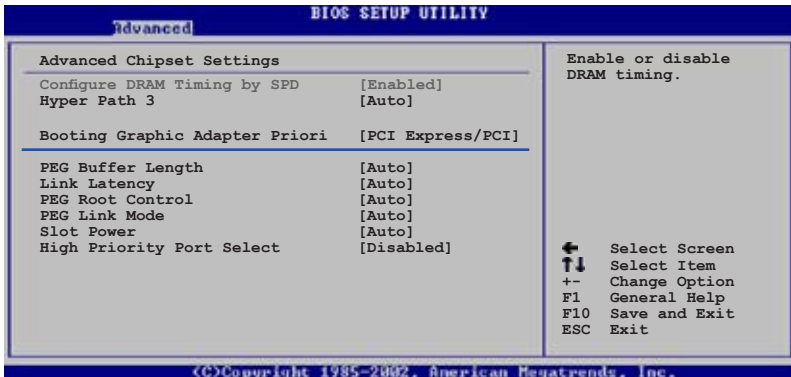 BIOS SETUP UTILITY
Advanced
Advanced Chipset Settings
Configure DRAM Timing by SPD [Enabled]
Hyper Path 3 [Auto]
Booting Graphic Adapter Priori [PCI Express/PCI]
PEG Buffer Length [Auto]
Link Latency [Auto]
PEG Root Control [Auto]
PEG Link Mode [Auto]
Slot Power [Auto]
High Priority Port Select [Disabled]
Enable or disable
DRAM timing.
← Select Screen
↑↓ Select Item
+- Change Option
F1 General Help
F10 Save and Exit
ESC Exit
(C)Copyright 1985-2002, American Megatrends, Inc.